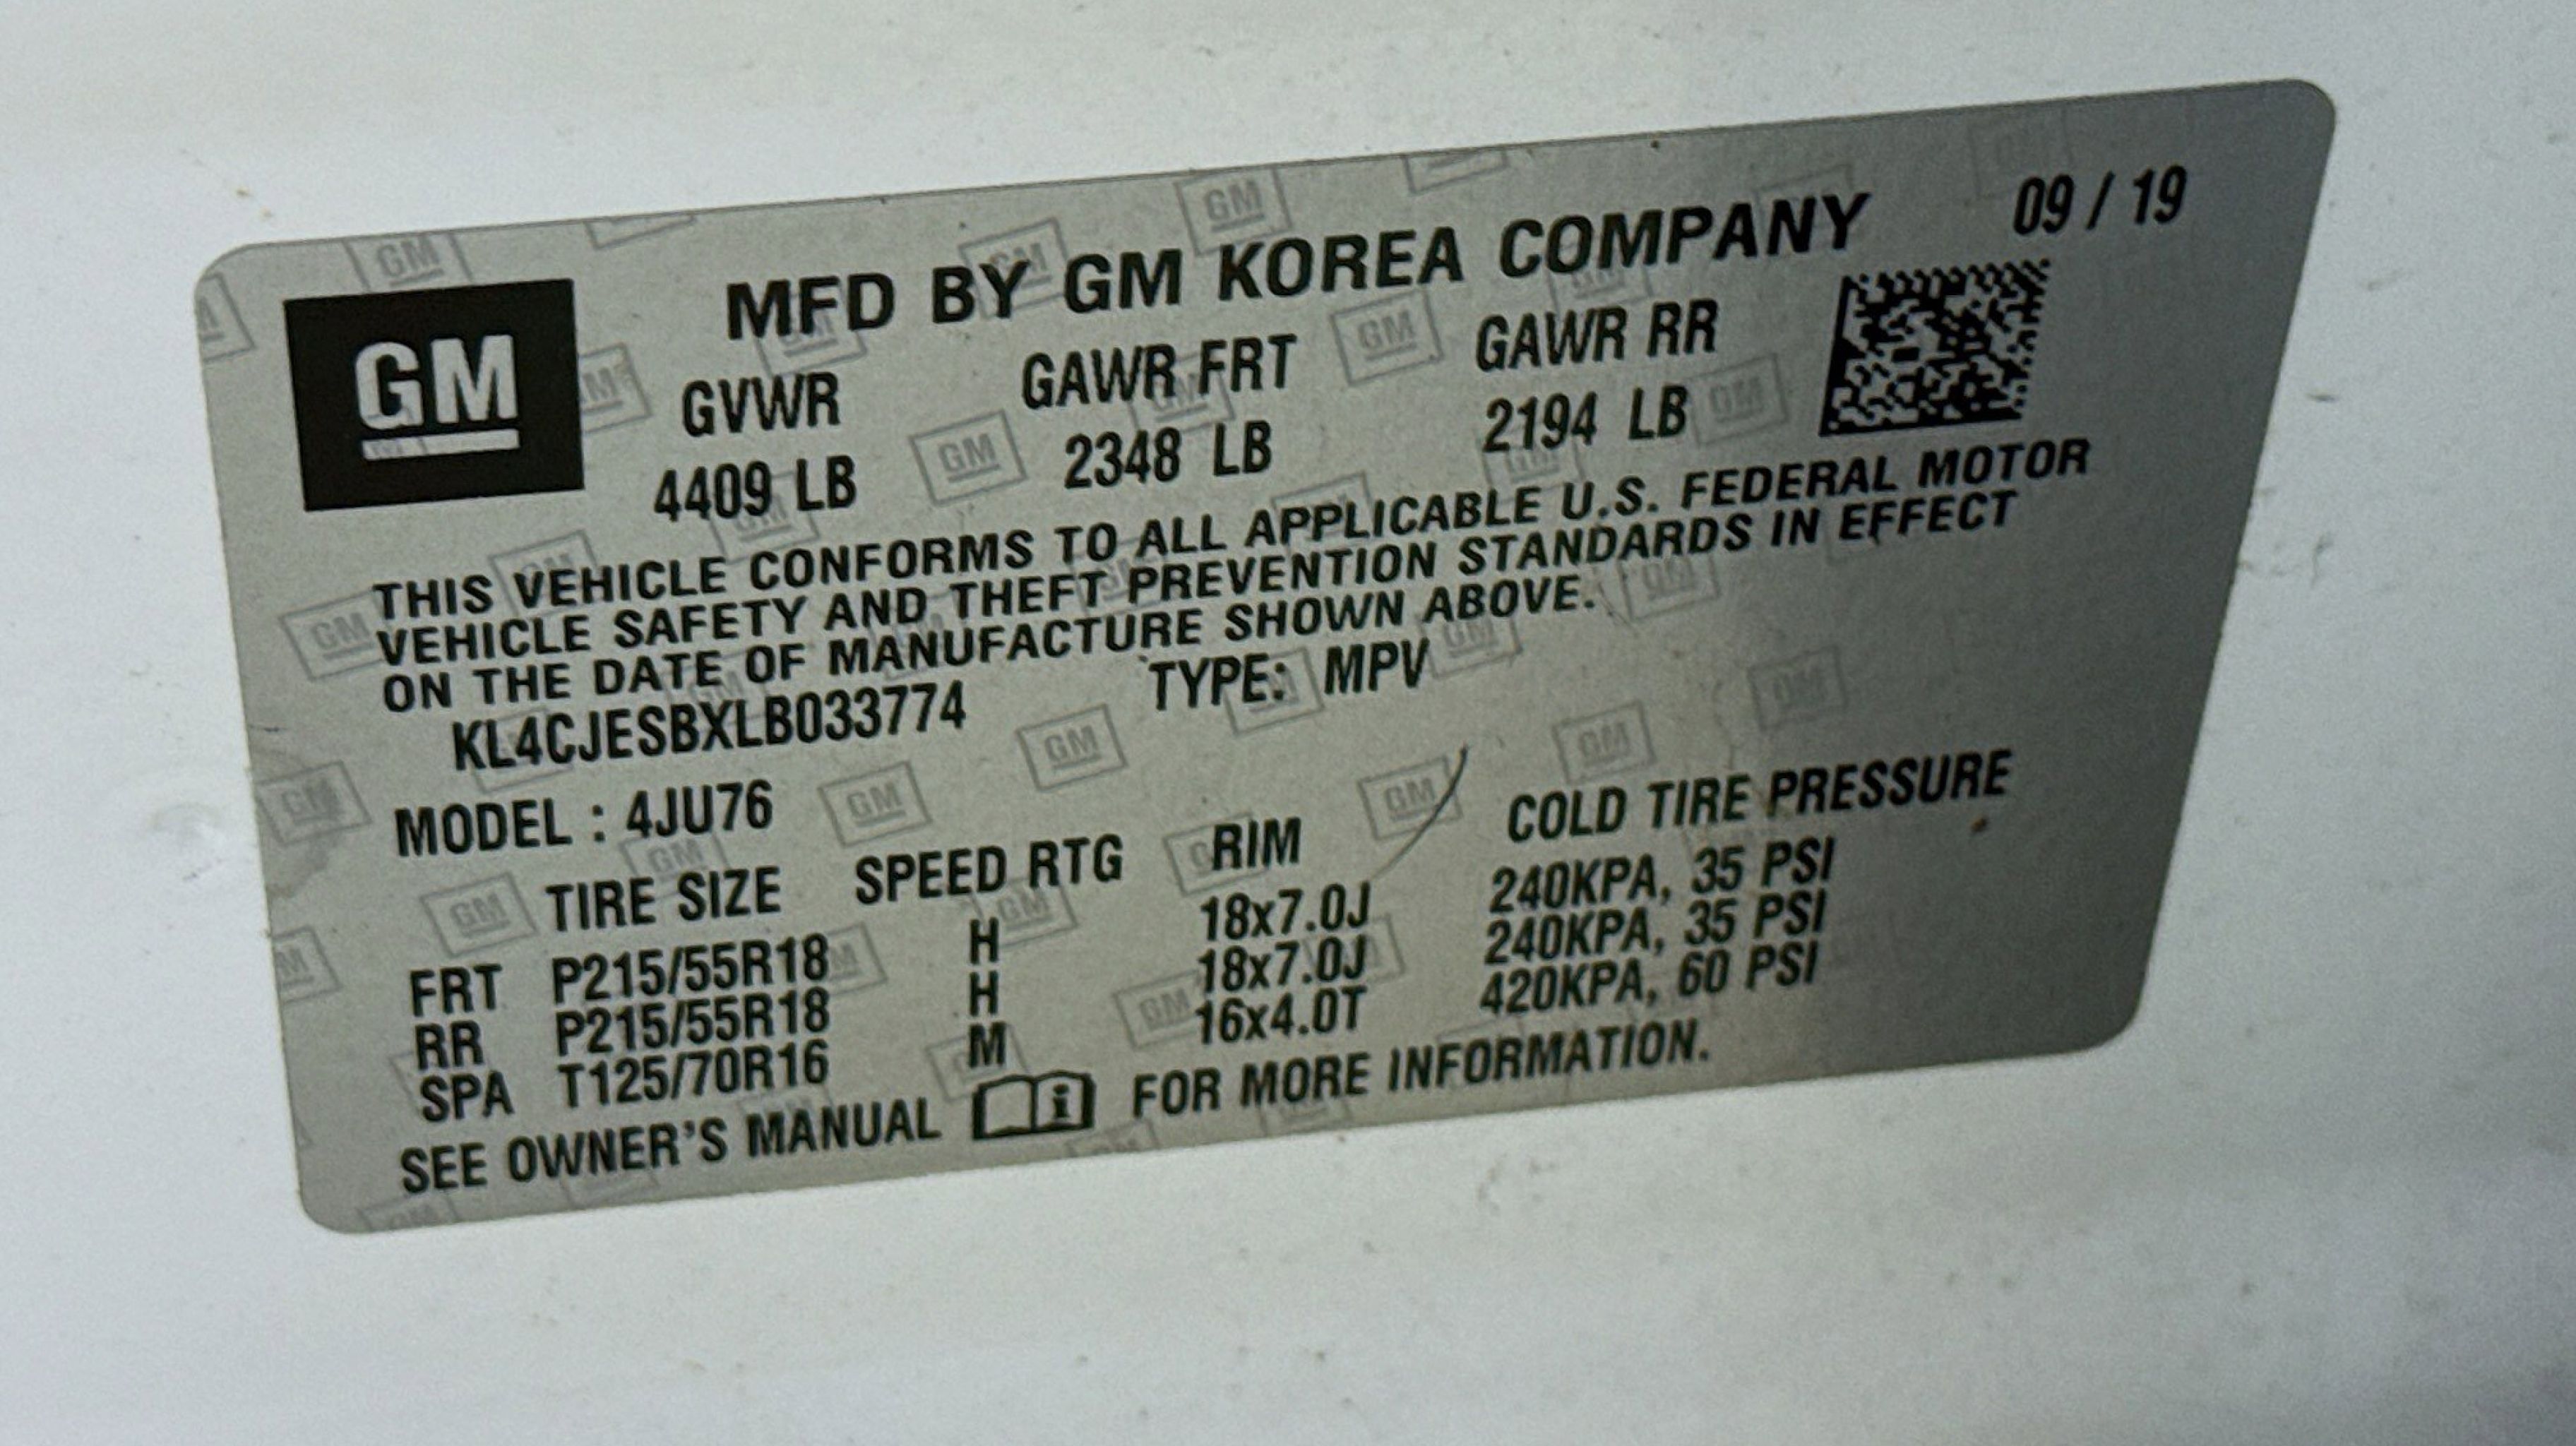 MFD BY GM KOREA COMPANY 09 / 19
GM
GVWR GAWR FRT GAWR RR
4409 LB 2348 LB 2194 LB
THIS VEHICLE CONFORMS TO ALL APPLICABLE U.S. FEDERAL MOTOR
VEHICLE SAFETY AND THEFT PREVENTION STANDARDS IN EFFECT
ON THE DATE OF MANUFACTURE SHOWN ABOVE.
KL4CJESBXLB033774 TYPE: MPV
MODEL : 4JU76
TIRE SIZE SPEED RTG RIM COLD TIRE PRESSURE
FRT P215/55R18 H 18x7.0J 240KPA, 35 PSI
RR P215/55R18 H 18x7.0J 240KPA, 35 PSI
SPA T125/70R16 M 16x4.0T 420KPA, 60 PSI
SEE OWNER'S MANUAL i FOR MORE INFORMATION.